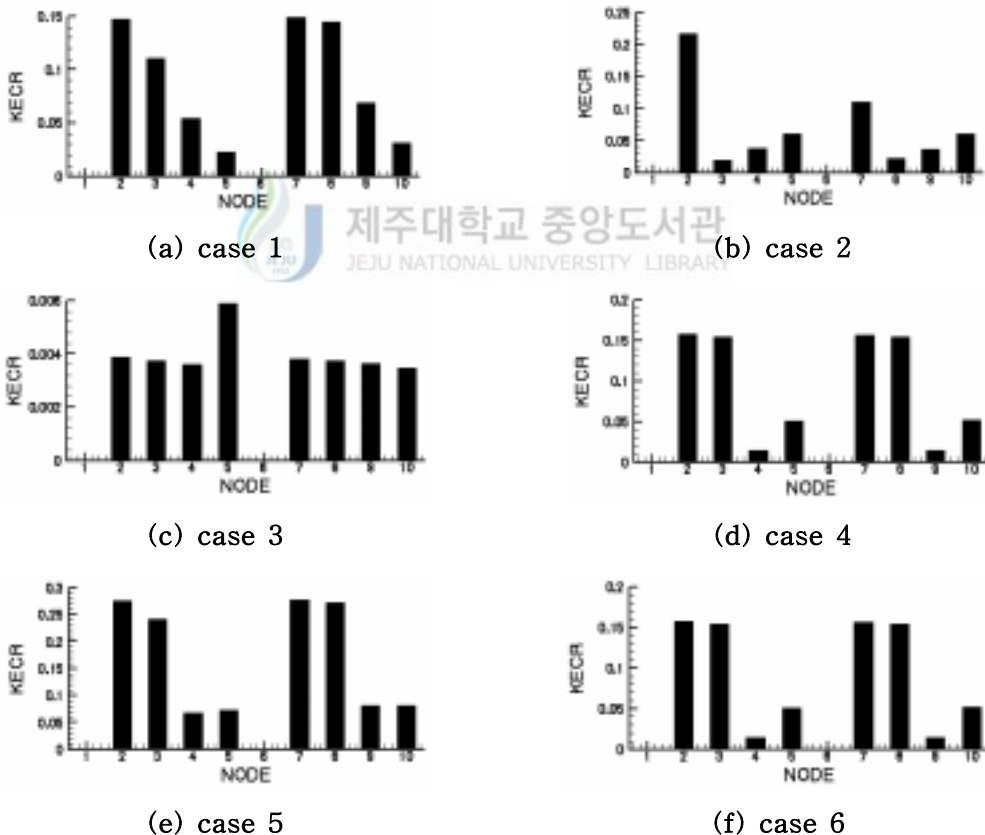 0.15
0.1
0.05
0
KECR
1 2 3 4 5 6 7 8 9 10
NODE
(a) case 1
0.25
0.2
0.15
0.1
0.05
0
KECR
1 2 3 4 5 6 7 8 9 10
NODE
(b) case 2
제주대학교 중앙도서관
JEJU NATIONAL UNIVERSITY LIBRARY
JEJU
1952
0.006
0.004
0.002
0
KECR
1 2 3 4 5 6 7 8 9 10
NODE
(c) case 3
0.2
0.15
0.1
0.05
0
KECR
1 2 3 4 5 6 7 8 9 10
NODE
(d) case 4
0.3
0.25
0.2
0.15
0.1
0.05
0
KECR
1 2 3 4 5 6 7 8 9 10
NODE
(e) case 5
0.2
0.15
0.1
0.05
0
KECR
1 2 3 4 5 6 7 8 9 10
NODE
(f) case 6